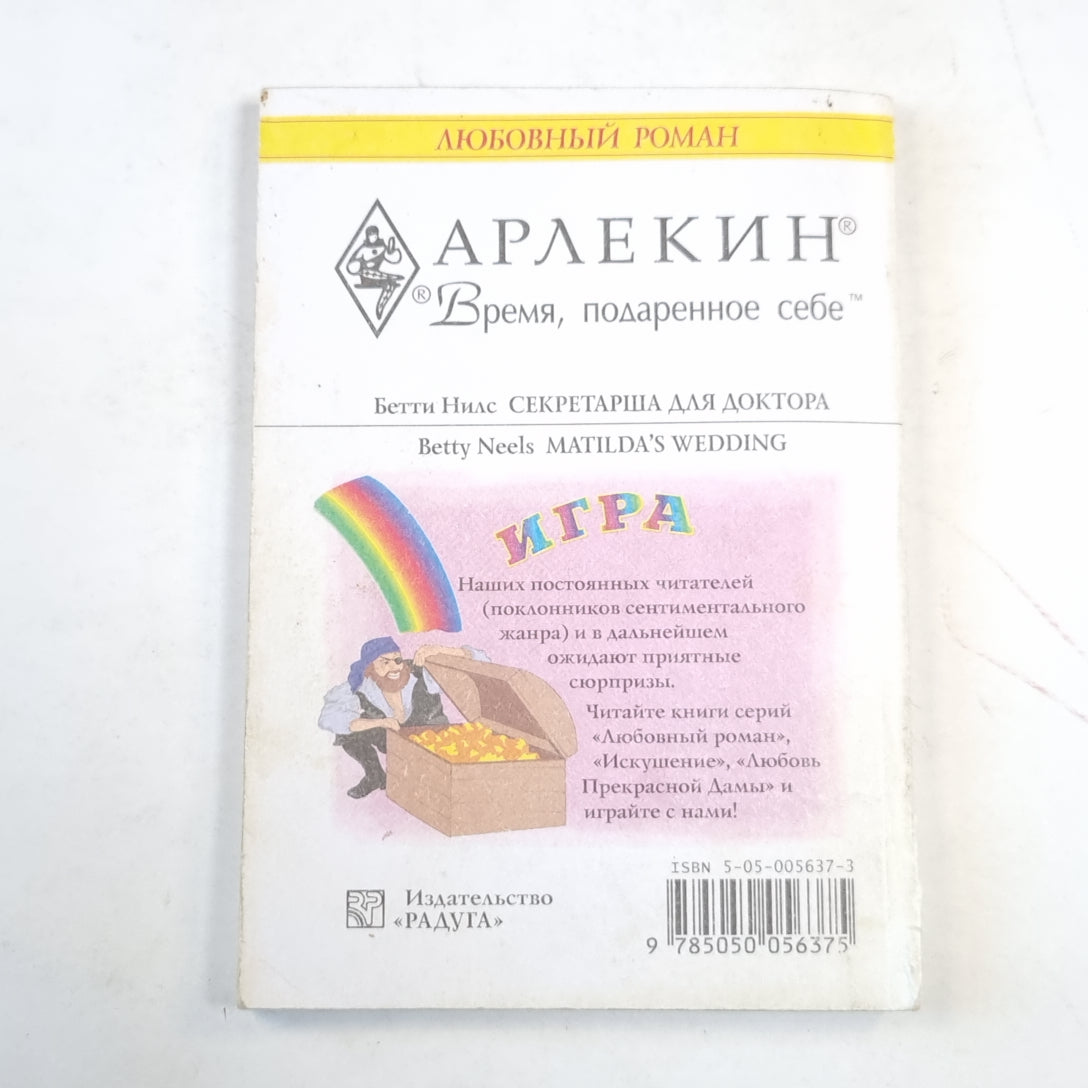 ЛЮБОВНЫЙ РОМАН
АРЛЕКИН®
® Время, подаренное себе™
Бетти Нилс СЕКРЕТАРША ДЛЯ ДОКТОРА
Betty Neels MATILDA'S WEDDING
ИГРА
Наших постоянных читателей
(поклонников сентиментального
жанра) и в дальнейшем
ожидают приятные
сюрпризы.
Читайте книги серий
«Любовный роман»,
«Искушение», «Любовь
Прекрасной Дамы» и
играйте с нами!
ISBN 5-05-005637-3
Издательство
«РАДУГА»
9 785050 056375